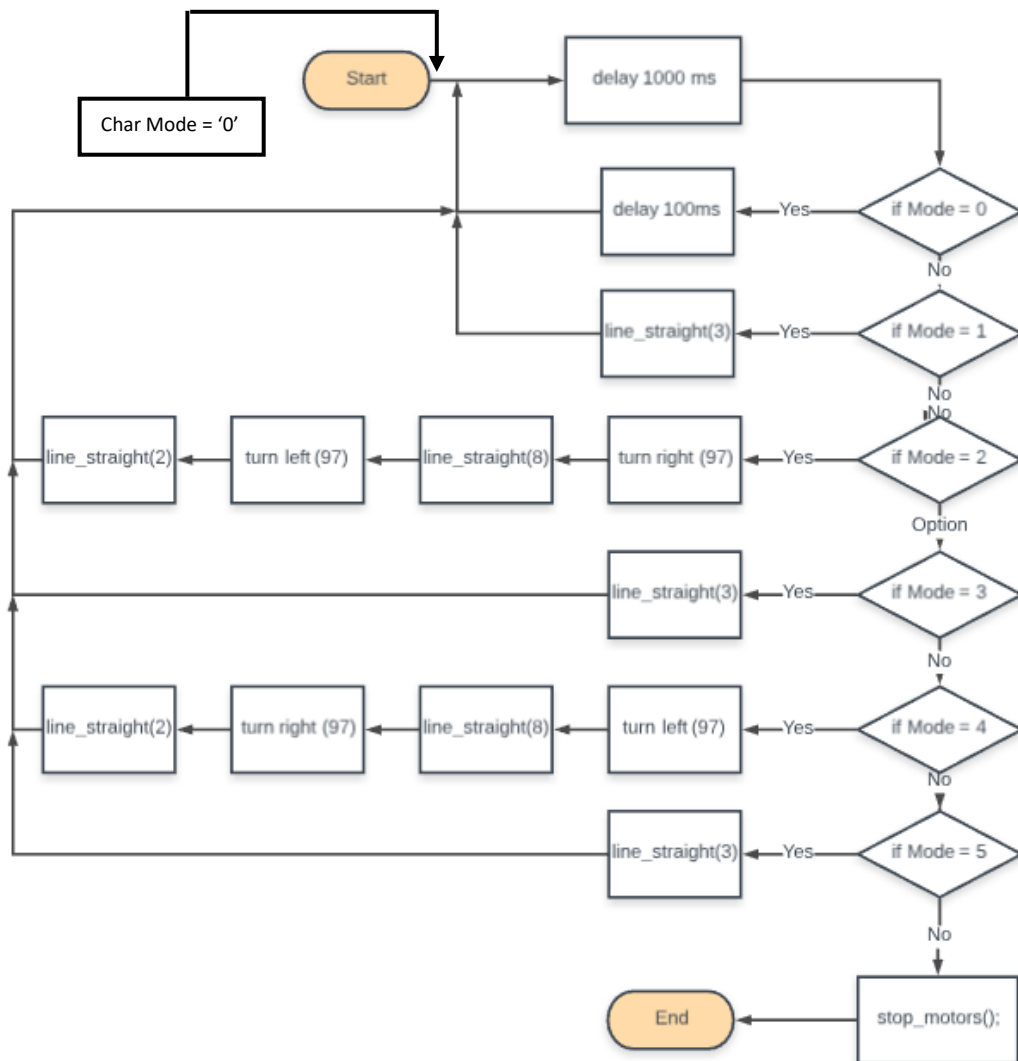 Start
delay 1000 ms
Char Mode = ‘0’
delay 100ms
Yes
if Mode = 0
No
line_straight(3)
Yes
if Mode = 1
No
No
line_straight(2)
turn left (97)
line_straight(8)
turn right (97)
Yes
if Mode = 2
Option
line_straight(3)
Yes
if Mode = 3
No
line_straight(2)
turn right (97)
line_straight(8)
turn left (97)
Yes
if Mode = 4
No
line_straight(3)
Yes
if Mode = 5
No
End
stop_motors();